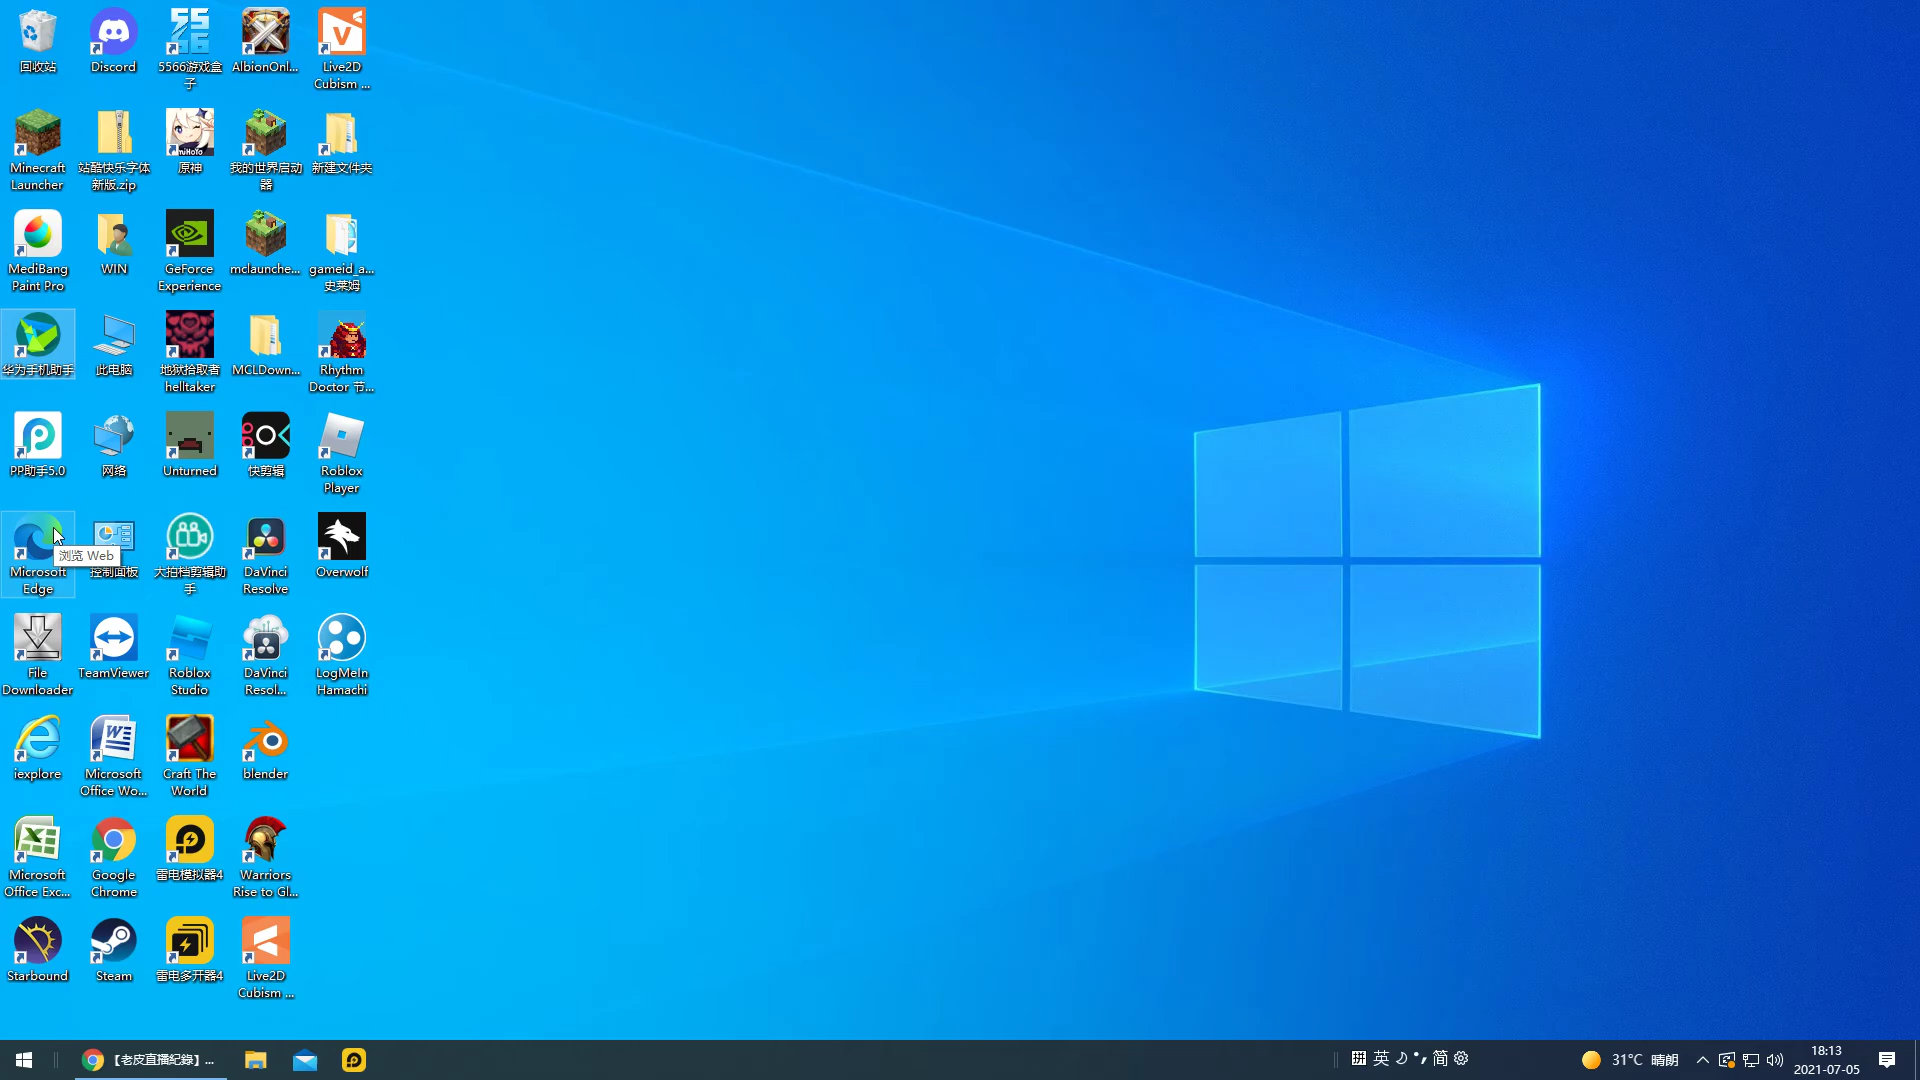 回收站
Discord
5566游戏盒
子
AlbionOnl...
Live2D
Cubism ...
Minecraft
Launcher
站酷快乐字体
新版.zip
miHoYo
原神
我的世界启动
器
新建文件夹
MediBang
Paint Pro
WIN
GeForce
Experience
mclaunche...
gameid_a...
史莱姆
华为手机助手
此电脑
地狱拾取者
helltaker
MCLDown...
Rhythm
Doctor 节...
PP助手5.0
网络
Unturned
快剪辑
Roblox
Player
浏览 Web
Microsoft
Edge
控制面板
大拍档剪辑助
手
DaVinci
Resolve
Overwolf
File
Downloader
TeamViewer
Roblox
Studio
DaVinci
Resol...
LogMeIn
Hamachi
iexplore
Microsoft
Office Wo...
Craft The
World
blender
Microsoft
Office Exc...
Google
Chrome
雷电模拟器4
Warriors
Rise to Gl...
Starbound
Steam
雷电多开器4
Live2D
Cubism ...
【老皮直播紀錄】...
拼 英 简
31°C 晴朗
18:13
2021-07-05